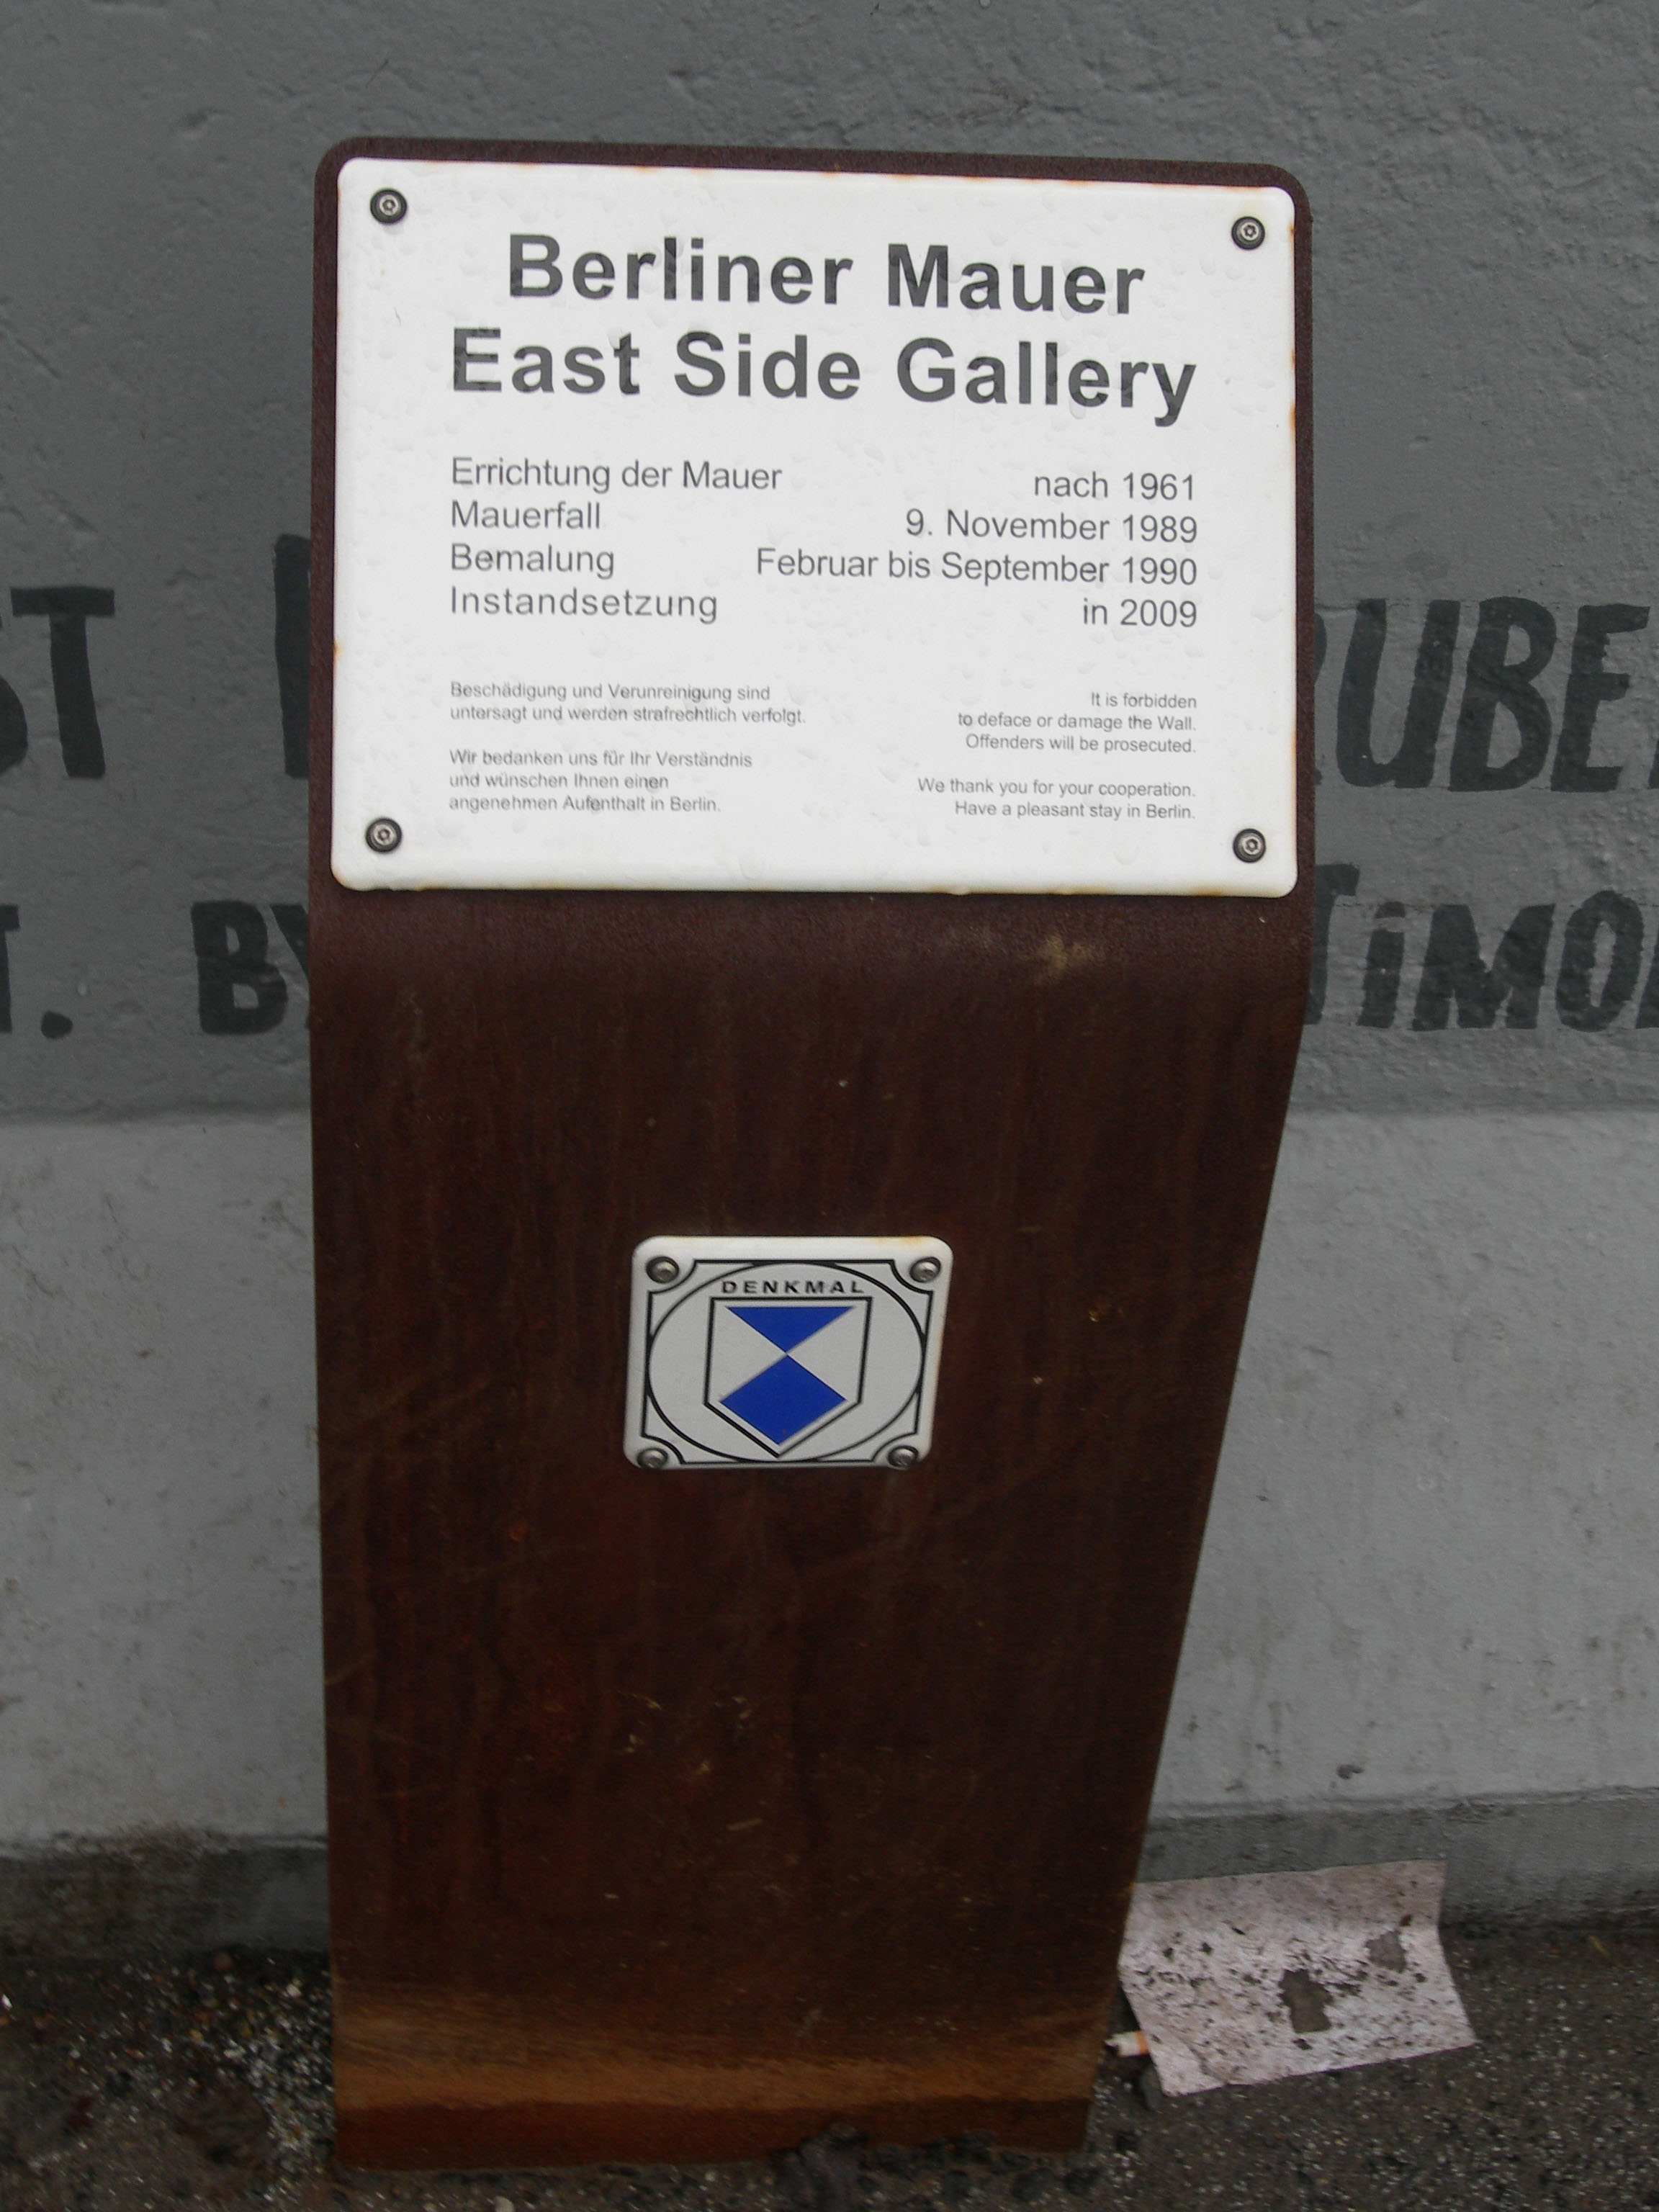 Berliner Mauer
East Side Gallery
Errichtung der Mauer nach 1961
Mauerfall 9. November 1989
Bemalung Februar bis September 1990
Instandsetzung in 2009
Beschädigung und Verunreinigung sind
untersagt und werden strafrechtlich verfolgt.
Wir bedanken uns für Ihr Verständnis
und wünschen Ihnen einen
angenehmen Aufenthalt in Berlin.
It is forbidden
to deface or damage the Wall.
Offenders will be prosecuted.
We thank you for your cooperation.
Have a pleasant stay in Berlin.
BY
DENKMAL